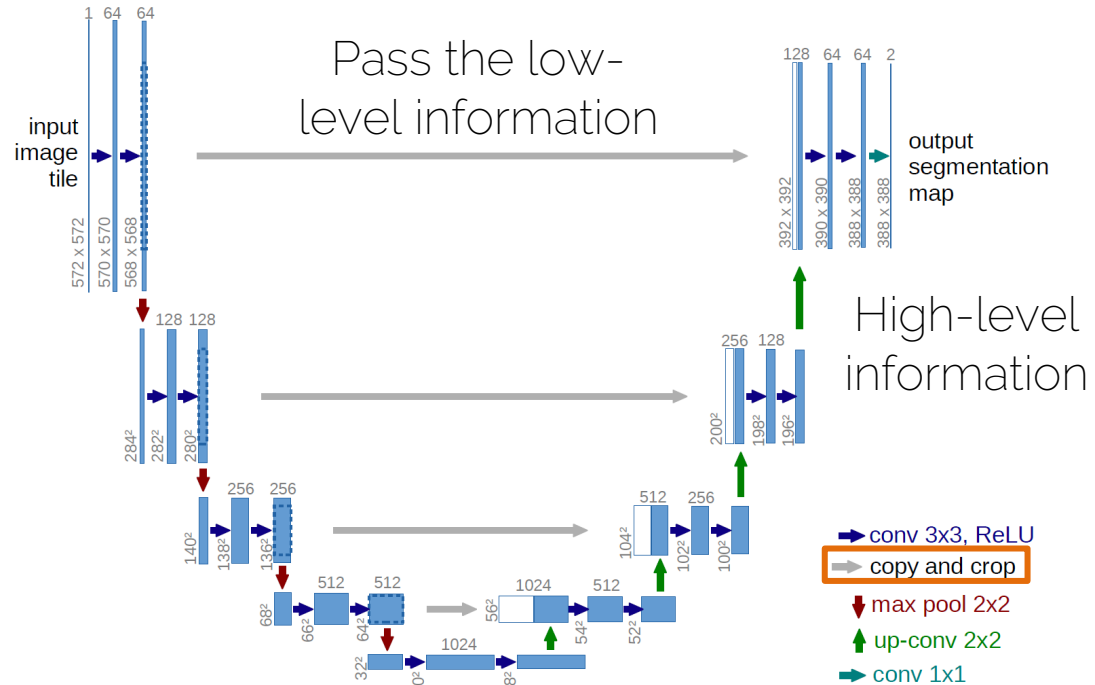 1 64 64
Pass the low-
level information
128 64 64 2
input
image
tile
output
segmentation
map
572 x 572
570 x 570
568 x 568
392 x 392
390 x 390
388 x 388
388 x 388
High-level
information
128 128
256 128
284²
282²
280²
200²
198²
196²
256 256
512 256
140²
138²
136²
104²
102²
100²
conv 3x3, ReLU
copy and crop
max pool 2x2
up-conv 2x2
conv 1x1
512 512
1024 512
68²
66²
64²
56²
54²
52²
1024
32²
0²
8²